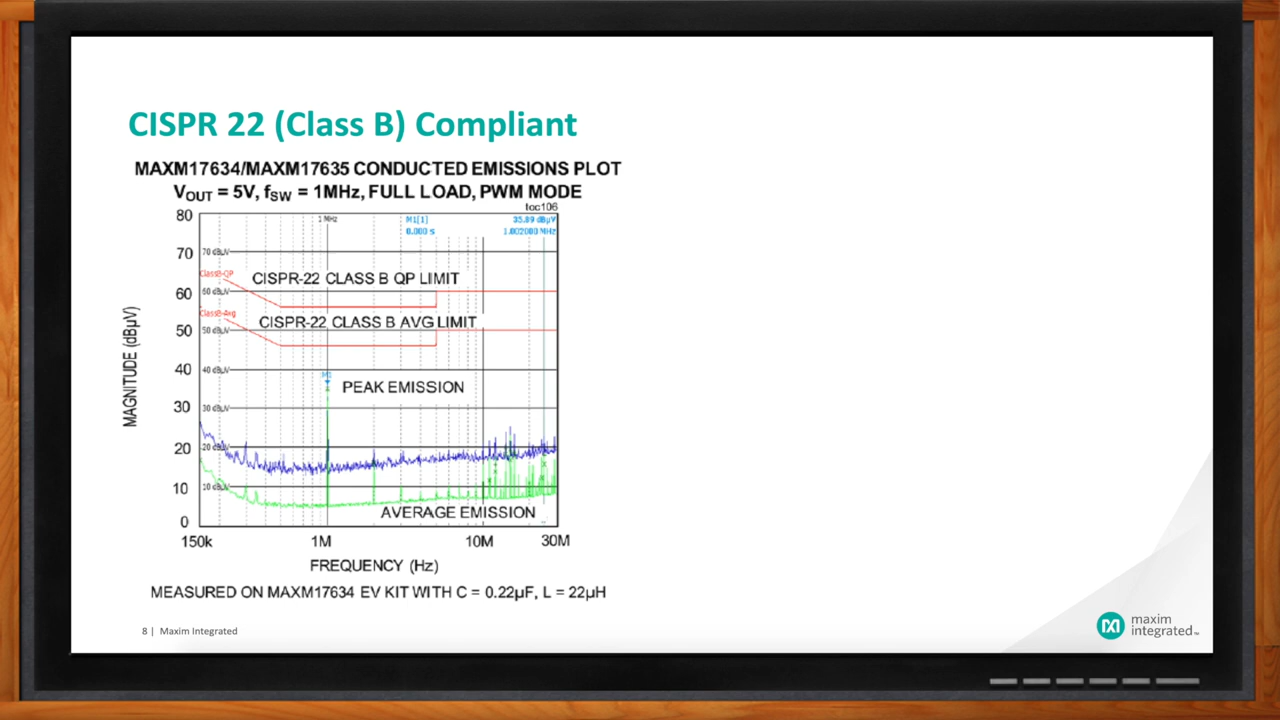 CISPR 22 (Class B) Compliant
MAXM17634/MAXM17635 CONDUCTED EMISSIONS PLOT
VOUT = 5V, fSW = 1MHz, FULL LOAD, PWM MODE
toc106
1 MHz
M1[1] 35.89 dBµV
0.000 s 1.002000 MHz
80
70
60
50
40
30
20
10
0
70 dBµV
ClassB-QP
60 dBµV
ClassB-Avg
50 dBµV
40 dBµV
30 dBµV
20 dBµV
10 dBµV
CISPR-22 CLASS B QP LIMIT
CISPR-22 CLASS B AVG LIMIT
M1
PEAK EMISSION
AVERAGE EMISSION
MAGNITUDE (dBµV)
150k 1M 10M 30M
FREQUENCY (Hz)
MEASURED ON MAXM17634 EV KIT WITH C = 0.22µF, L = 22µH
8 | Maxim Integrated
maxim
integrated™